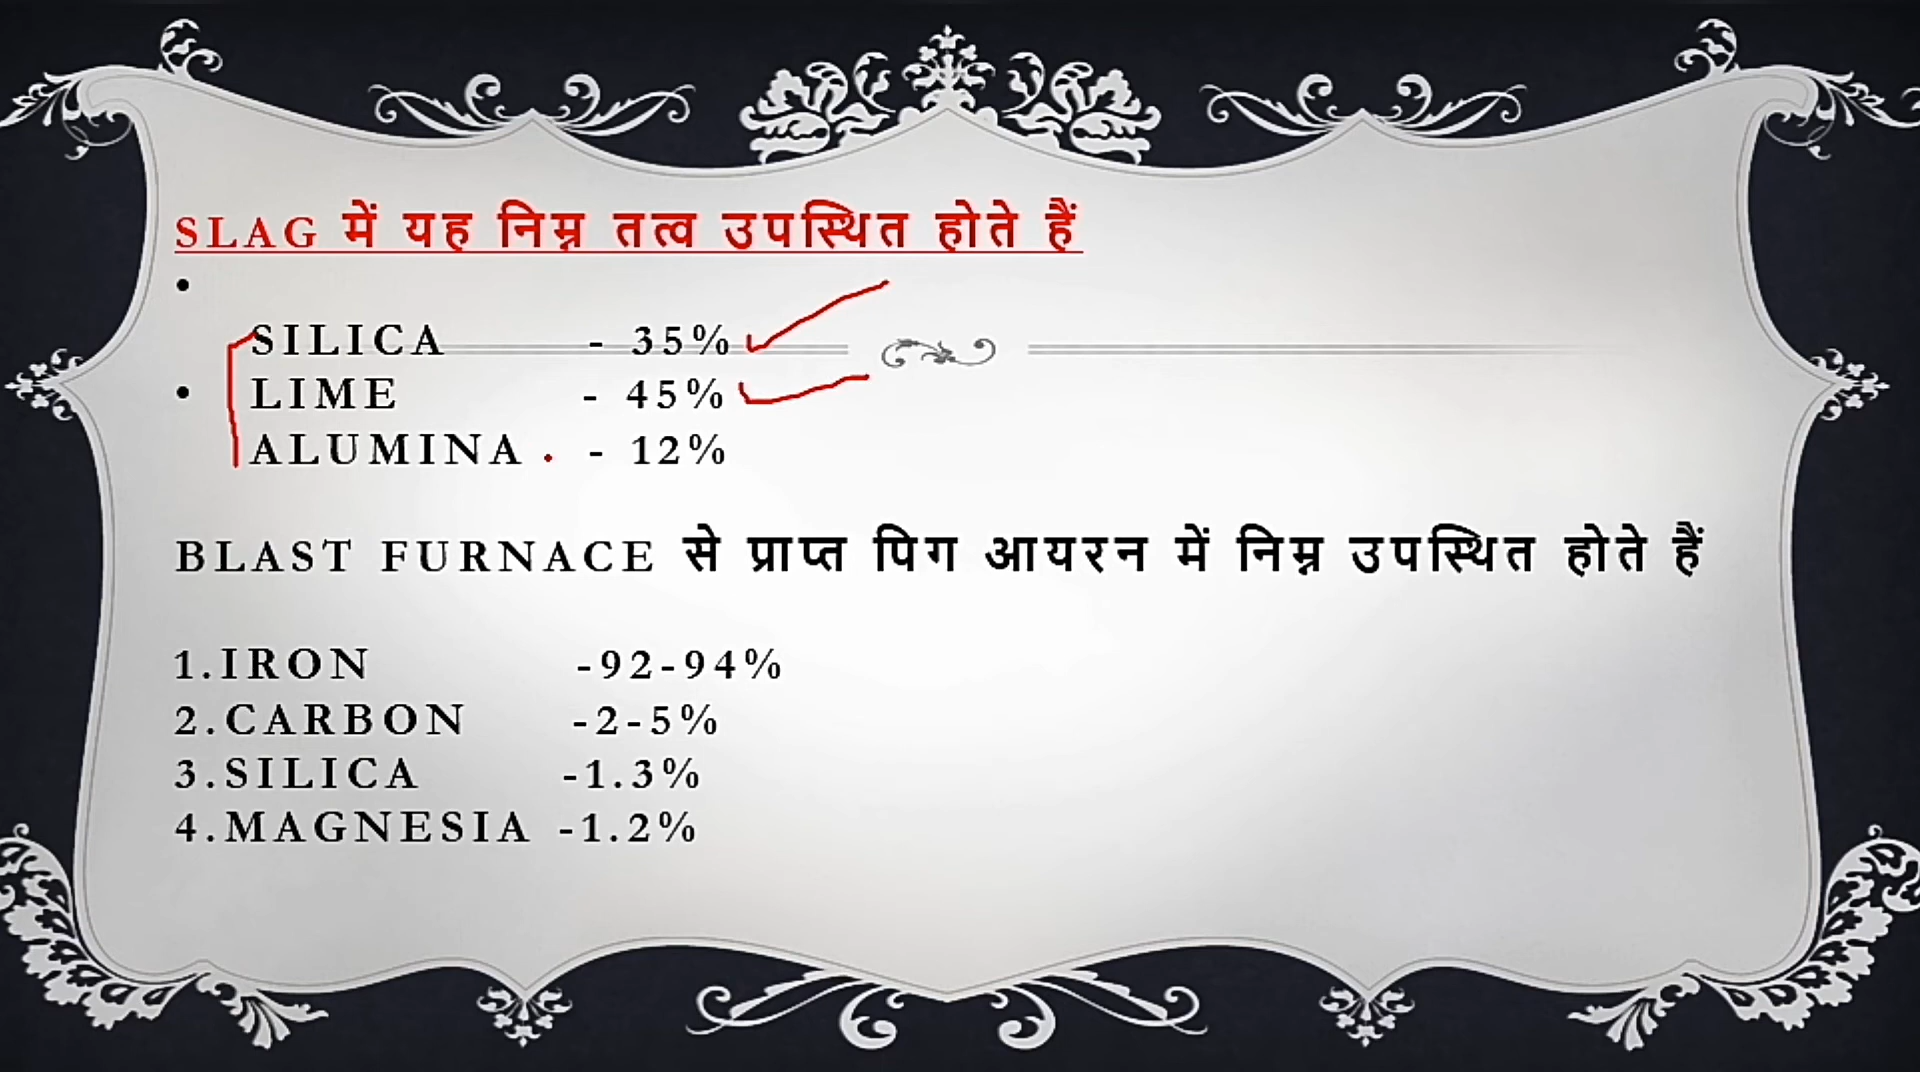 SLAG में यह निम्न तत्व उपस्थित होते हैं
•
SILICA - 35%
• LIME - 45%
ALUMINA - 12%
BLAST FURNACE से प्राप्त पिग आयरन में निम्न उपस्थित होते हैं
1.IRON -92-94%
2.CARBON -2-5%
3.SILICA -1.3%
4.MAGNESIA -1.2%